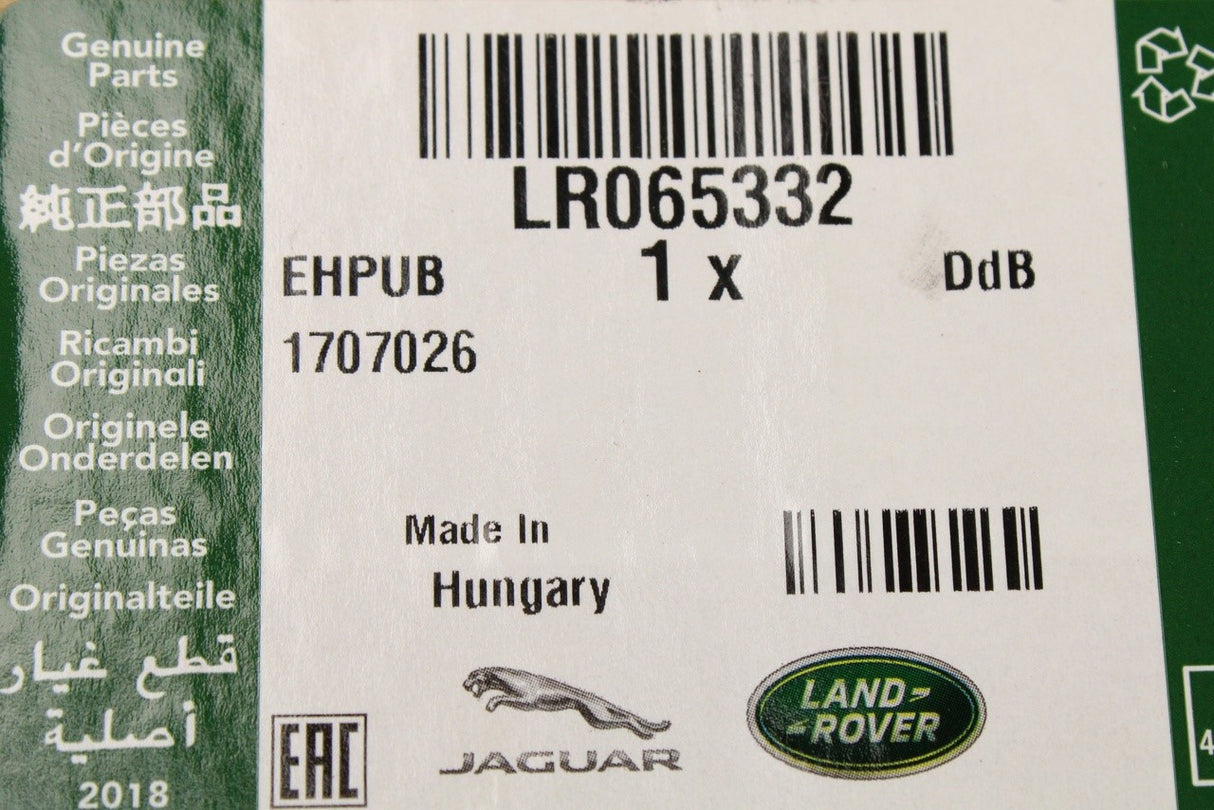 Genuine
Parts
Pièces
d'Origine
純正部品
Piezas
Originales
Ricambi
Originali
Originele
Onderdelen
Peças
Genuinas
Originalteile
قطع غيار
أصلية
2018
LR065332
EHPUB 1 x DdB
1707026
Made In
Hungary
EAC
JAGUAR
LAND
ROVER
4